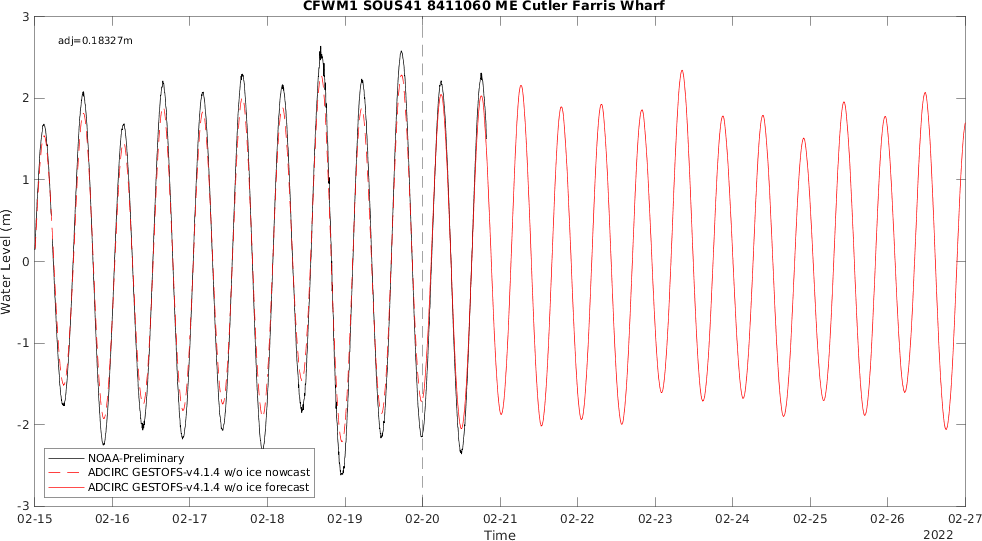 CFWM1 SOUS41 8411060 ME Cutler Farris Wharf
3
adj=0.18327m
2
1
0
-1
-2
-3
Water Level (m)
NOAA-Preliminary
ADCIRC GESTOFS-v4.1.4 w/o ice nowcast
ADCIRC GESTOFS-v4.1.4 w/o ice forecast
02-15 02-16 02-17 02-18 02-19 02-20 02-21 02-22 02-23 02-24 02-25 02-26 02-27
Time
2022